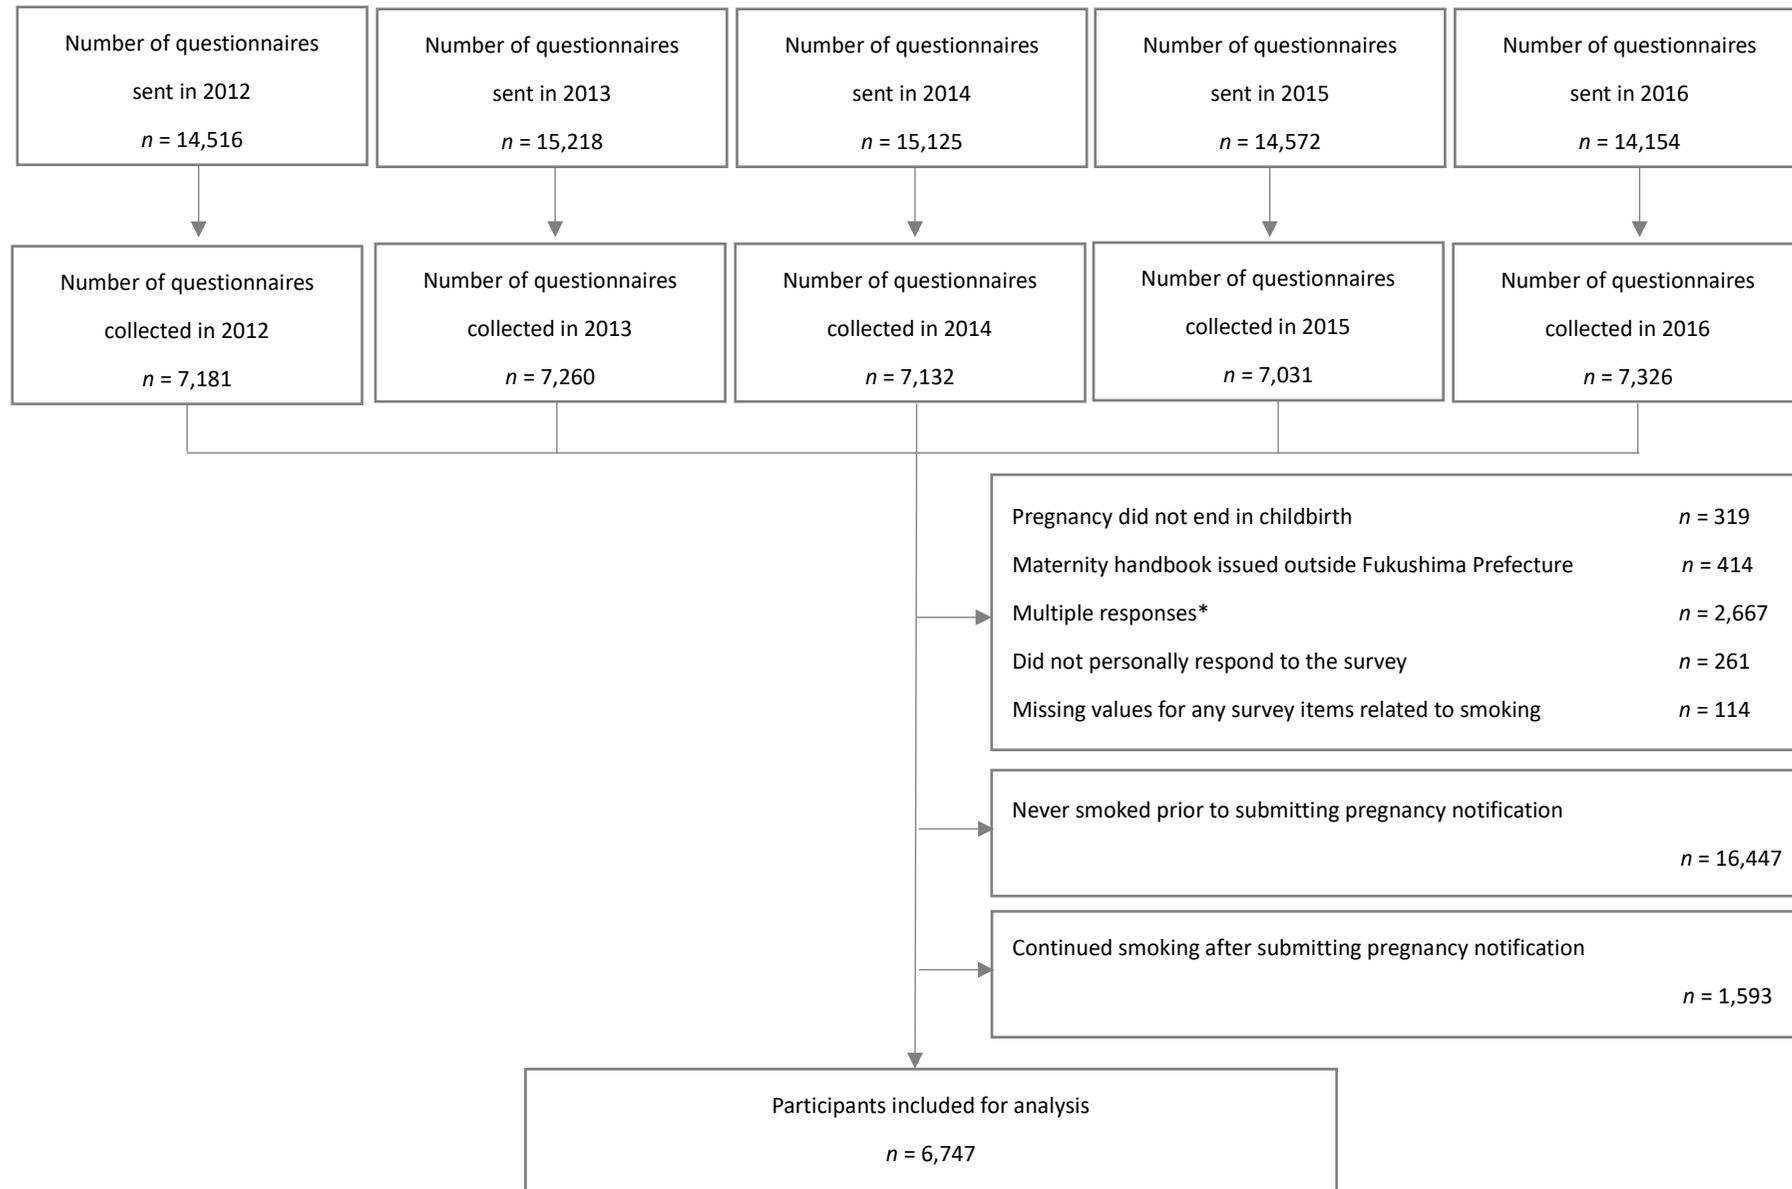 Number of questionnaires
sent in 2012
n = 14,516
Number of questionnaires
sent in 2013
n = 15,218
Number of questionnaires
sent in 2014
n = 15,125
Number of questionnaires
sent in 2015
n = 14,572
Number of questionnaires
sent in 2016
n = 14,154
Number of questionnaires
collected in 2012
n = 7,181
Number of questionnaires
collected in 2013
n = 7,260
Number of questionnaires
collected in 2014
n = 7,132
Number of questionnaires
collected in 2015
n = 7,031
Number of questionnaires
collected in 2016
n = 7,326
Pregnancy did not end in childbirth n = 319
Maternity handbook issued outside Fukushima Prefecture n = 414
Multiple responses* n = 2,667
Did not personally respond to the survey n = 261
Missing values for any survey items related to smoking n = 114
Never smoked prior to submitting pregnancy notification
n = 16,447
Continued smoking after submitting pregnancy notification
n = 1,593
Participants included for analysis
n = 6,747